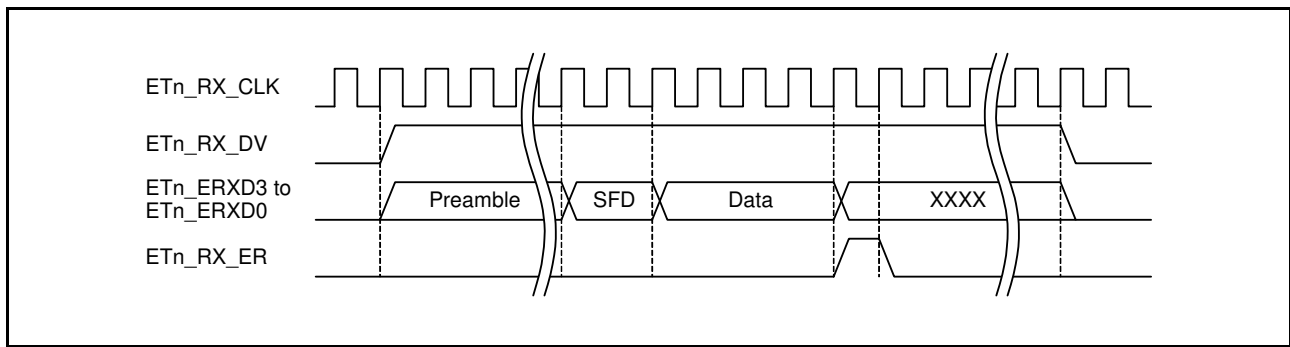 ETn_RX_CLK
ETn_RX_DV
ETn_ERXD3 to
ETn_ERXD0
Preamble
SFD
Data
XXXX
ETn_RX_ER